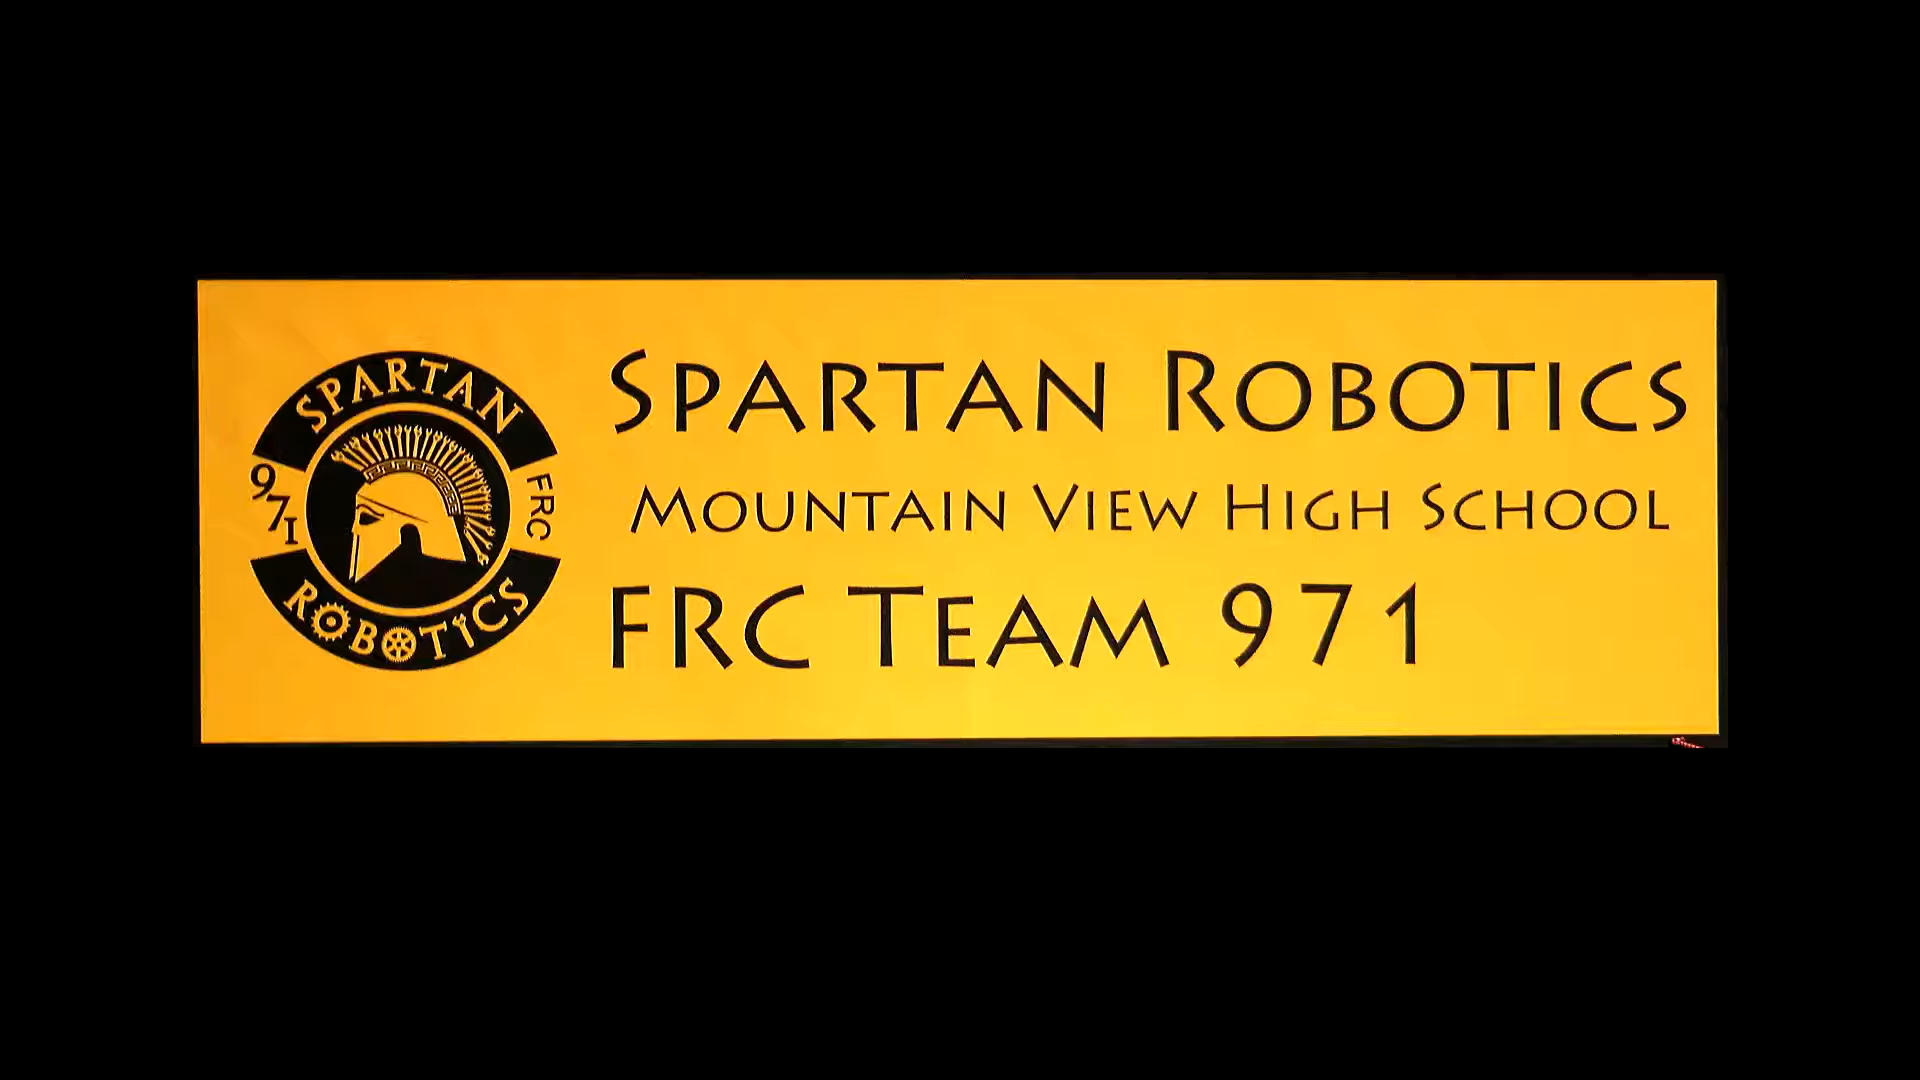 SPARTAN
971
FRC
ROBOTICS
SPARTAN ROBOTICS
MOUNTAIN VIEW HIGH SCHOOL
FRC TEAM 971